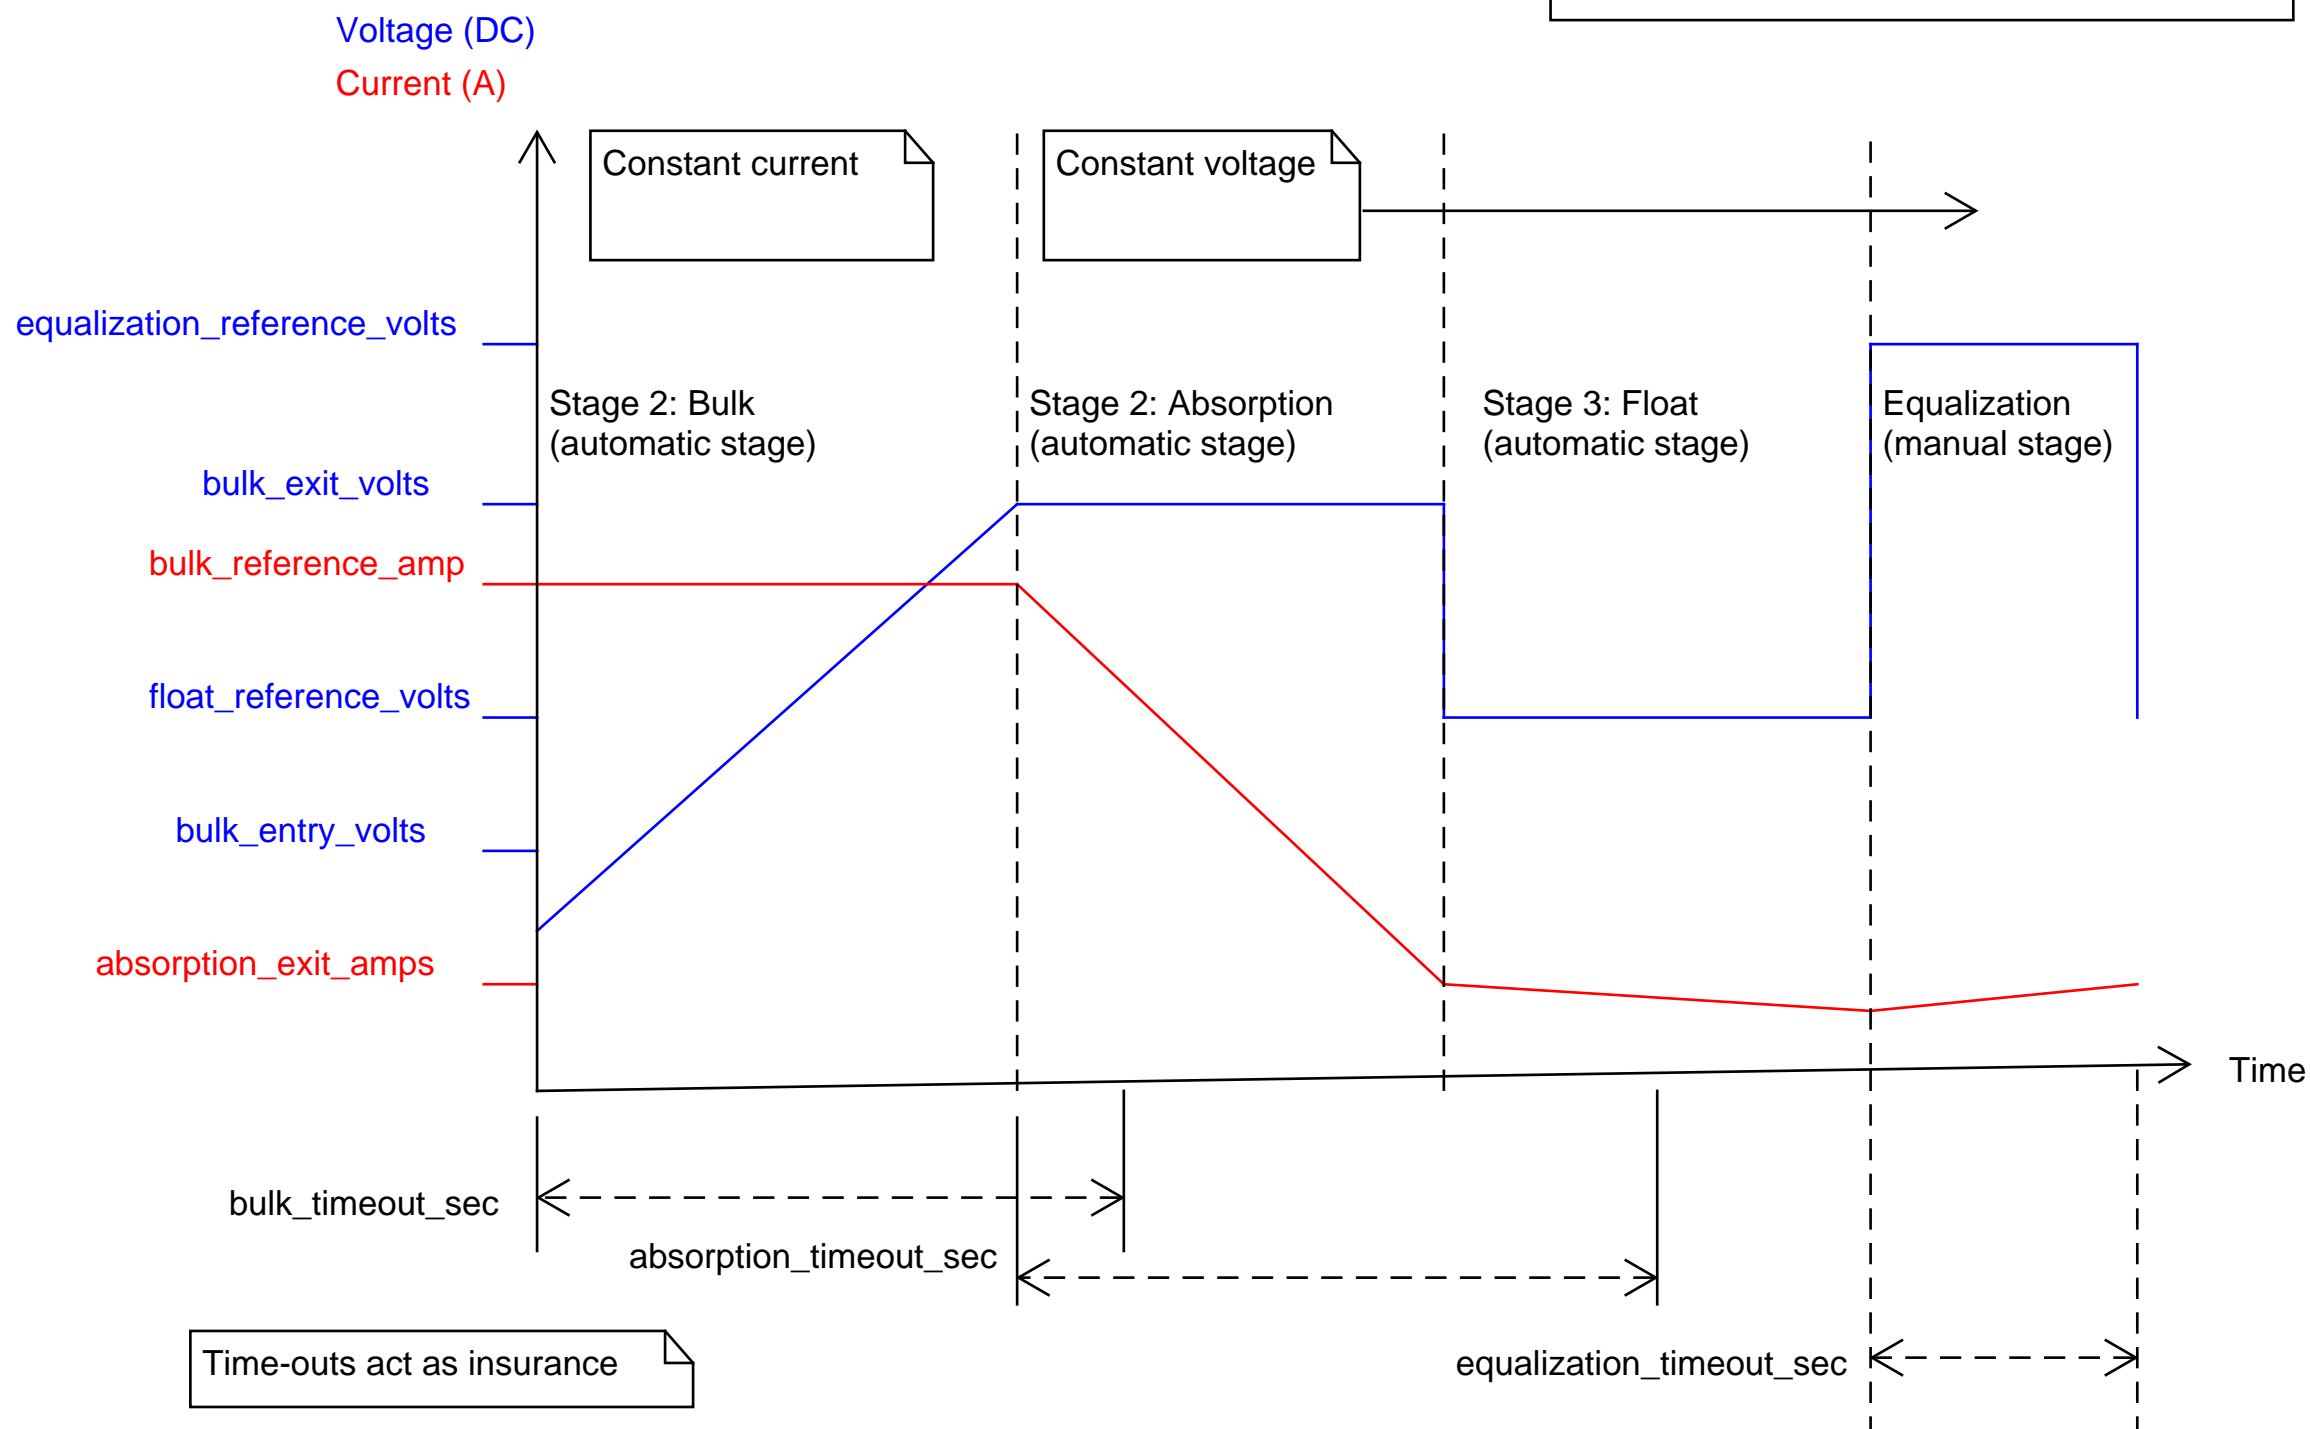 Voltage (DC)
Current (A)
Constant current
Constant voltage
equalization_reference_volts
Stage 2: Bulk
(automatic stage)
Stage 2: Absorption
(automatic stage)
Stage 3: Float
(automatic stage)
Equalization
(manual stage)
bulk_exit_volts
bulk_reference_amp
float_reference_volts
bulk_entry_volts
absorption_exit_amps
Time
bulk_timeout_sec
absorption_timeout_sec
Time-outs act as insurance
equalization_timeout_sec